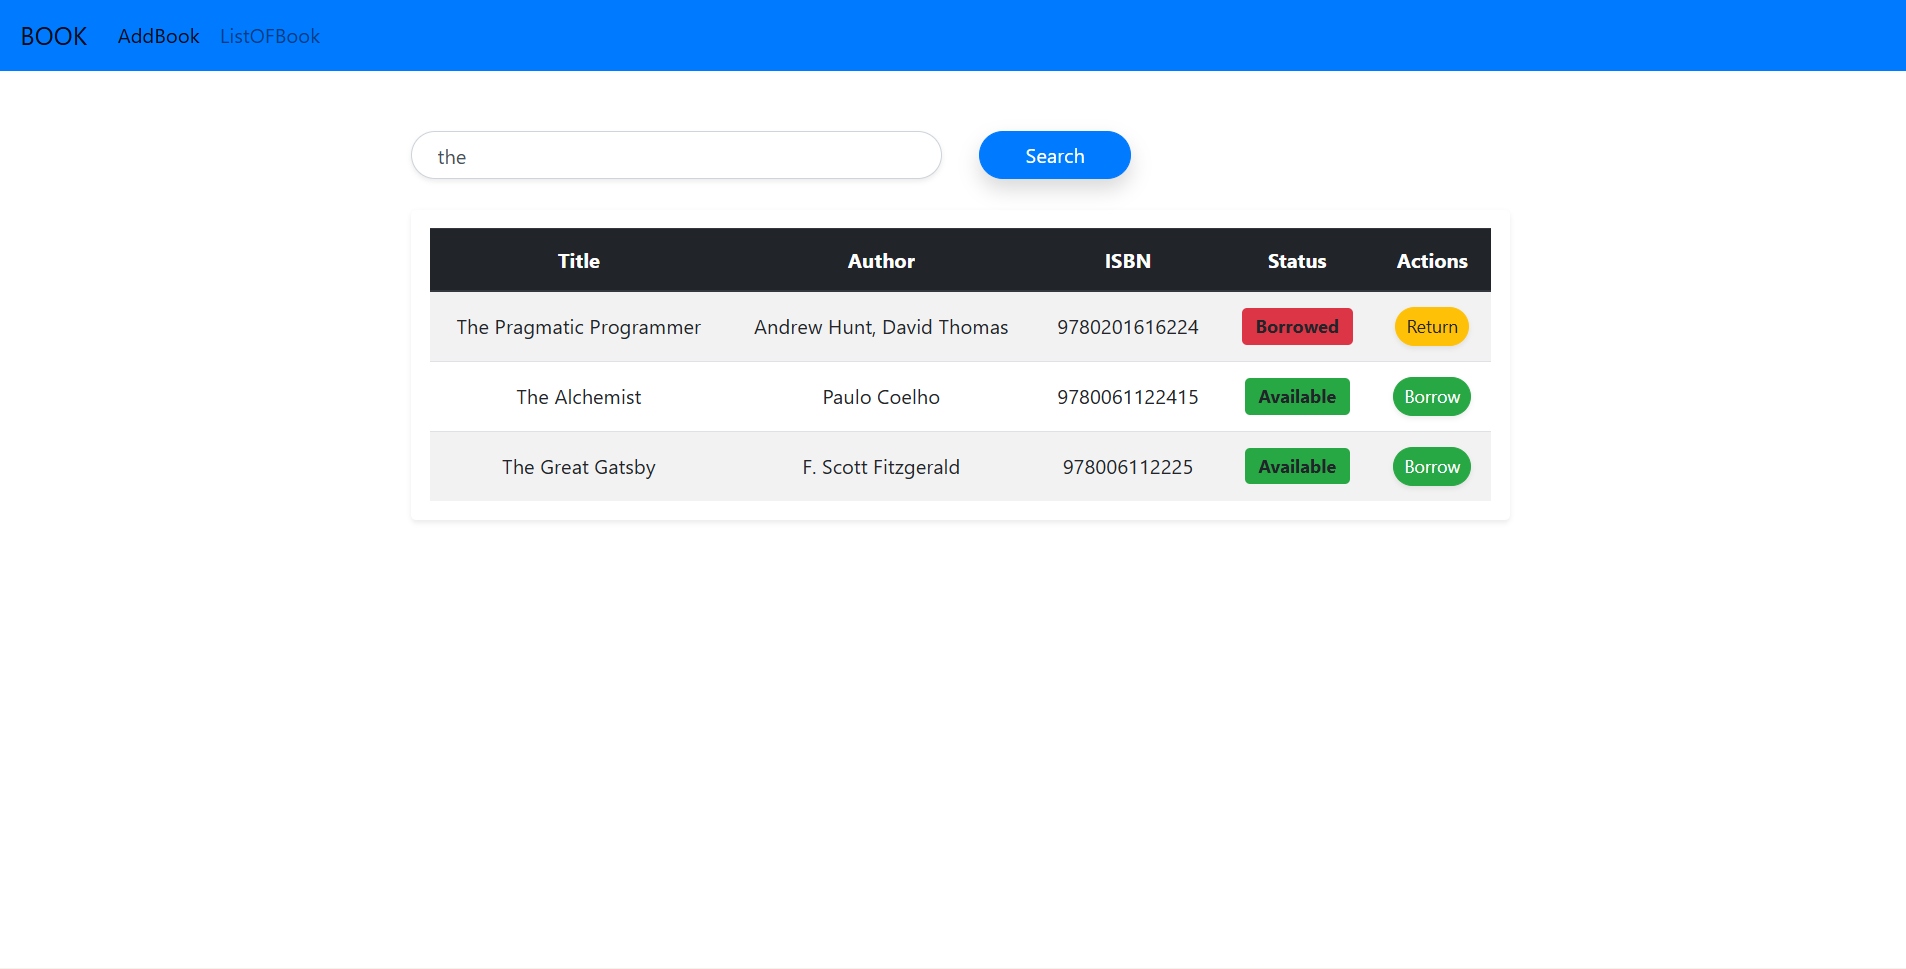 BOOK AddBook ListOFBook
the Search
Title Author ISBN Status Actions
The Pragmatic Programmer Andrew Hunt, David Thomas 9780201616224 Borrowed Return
The Alchemist Paulo Coelho 9780061122415 Available Borrow
The Great Gatsby F. Scott Fitzgerald 978006112225 Available Borrow